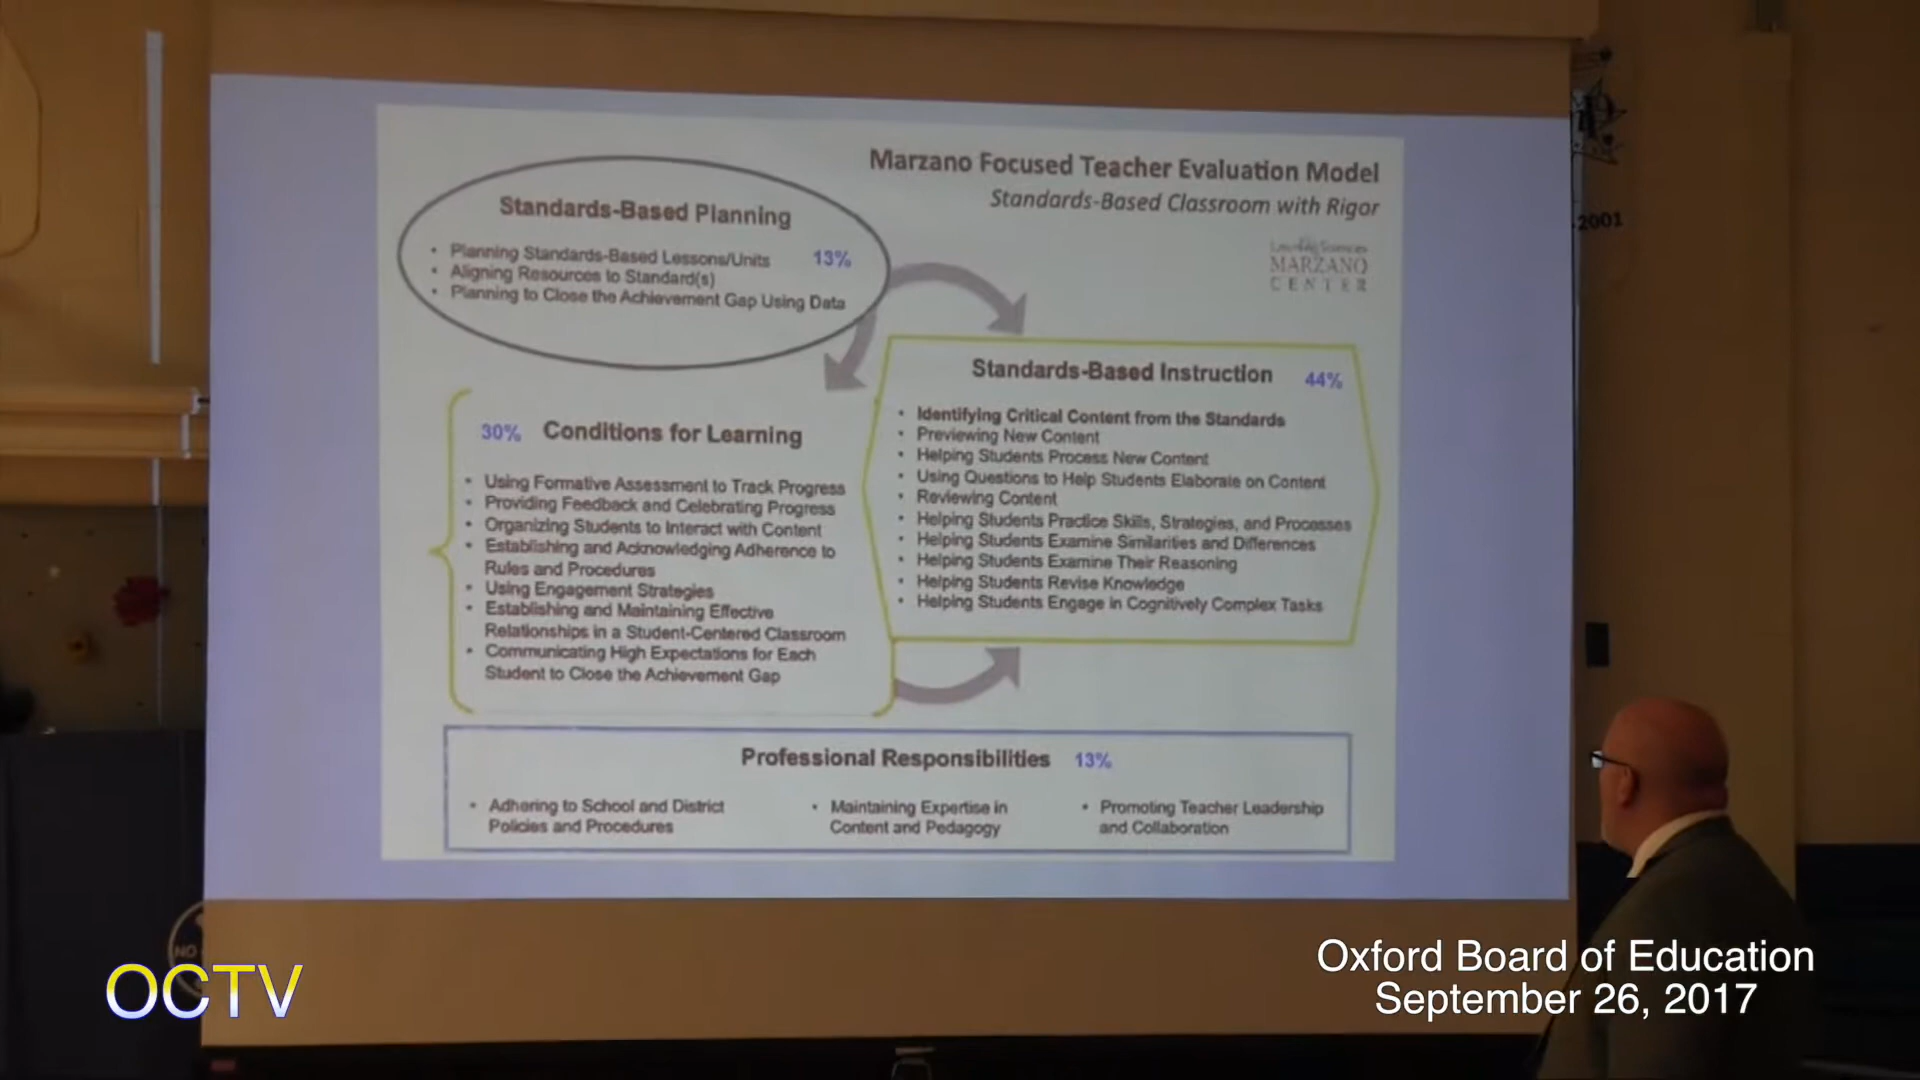 Marzano Focused Teacher Evaluation Model
Standards-Based Classroom with Rigor
Learning Sciences
MARZANO
CENTER
2001
Standards-Based Planning
• Planning Standards-Based Lessons/Units 13%
• Aligning Resources to Standard(s)
• Planning to Close the Achievement Gap Using Data
Standards-Based Instruction 44%
• Identifying Critical Content from the Standards
• Previewing New Content
• Helping Students Process New Content
• Using Questions to Help Students Elaborate on Content
• Reviewing Content
• Helping Students Practice Skills, Strategies, and Processes
• Helping Students Examine Similarities and Differences
• Helping Students Examine Their Reasoning
• Helping Students Revise Knowledge
• Helping Students Engage in Cognitively Complex Tasks
30% Conditions for Learning
• Using Formative Assessment to Track Progress
• Providing Feedback and Celebrating Progress
• Organizing Students to Interact with Content
• Establishing and Acknowledging Adherence to
Rules and Procedures
• Using Engagement Strategies
• Establishing and Maintaining Effective
Relationships in a Student-Centered Classroom
• Communicating High Expectations for Each
Student to Close the Achievement Gap
Professional Responsibilities 13%
• Adhering to School and District
Policies and Procedures
• Maintaining Expertise in
Content and Pedagogy
• Promoting Teacher Leadership
and Collaboration
NO
OCTV
Oxford Board of Education
September 26, 2017